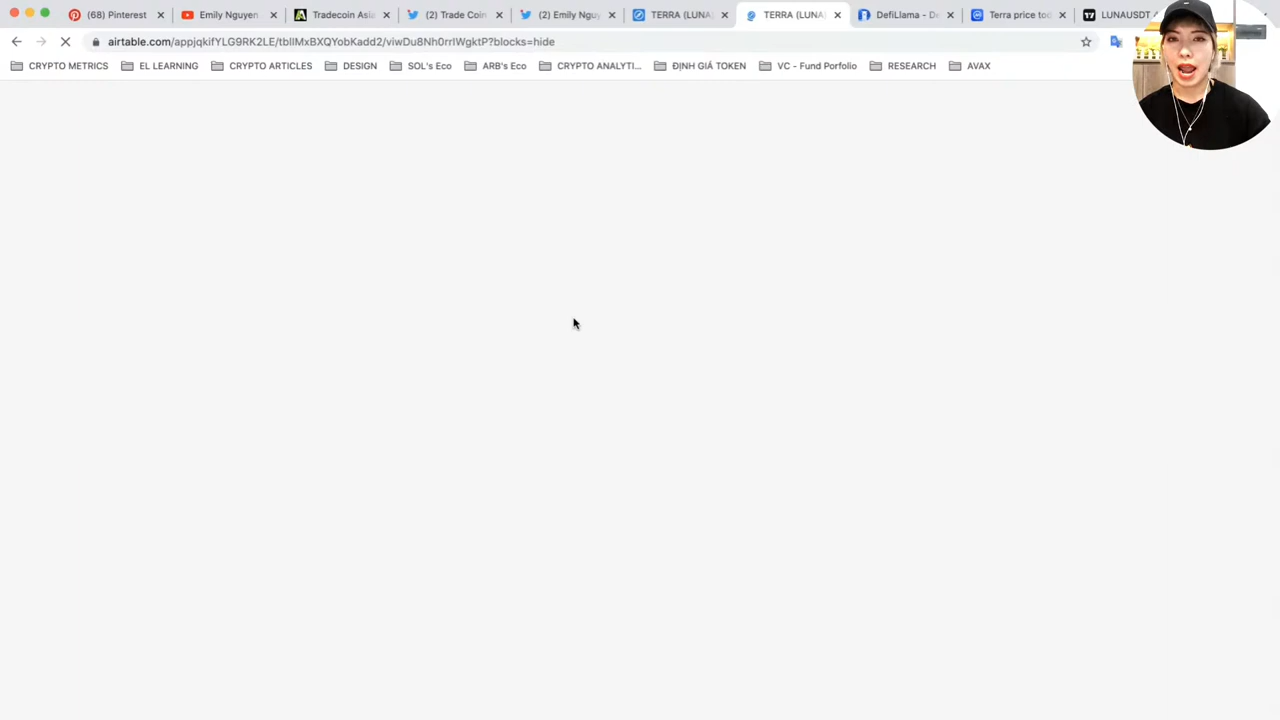 (68) Pinterest
Emily Nguyen
Tradecoin Asia
(2) Trade Coin
(2) Emily Nguy
TERRA (LUNA)
TERRA (LUNA)
DefiLlama - De
Terra price tod
LUNAUSDT
airtable.com/appjqkifYLG9RK2LE/tblIMxBXQYobKadd2/viwDu8Nh0rrIWgktP?blocks=hide
CRYPTO METRICS
EL LEARNING
CRYPTO ARTICLES
DESIGN
SOL's Eco
ARB's Eco
CRYPTO ANALYTI...
ĐỊNH GIÁ TOKEN
VC - Fund Porfolio
RESEARCH
AVAX